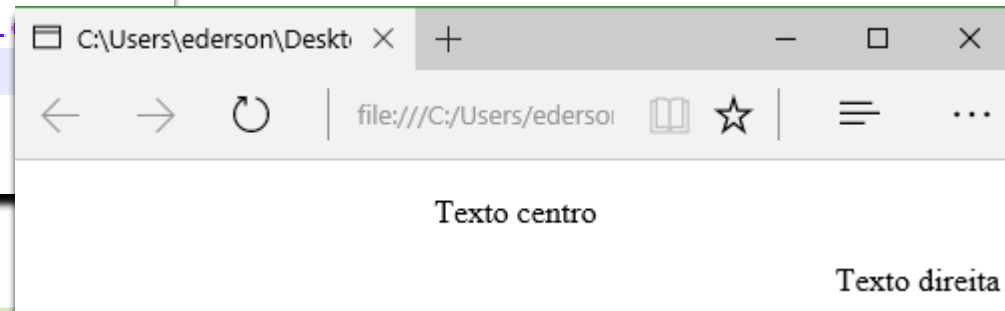 C:\Users\ederson\Deskt
file:///C:/Users/ederso
Texto centro
Texto direita